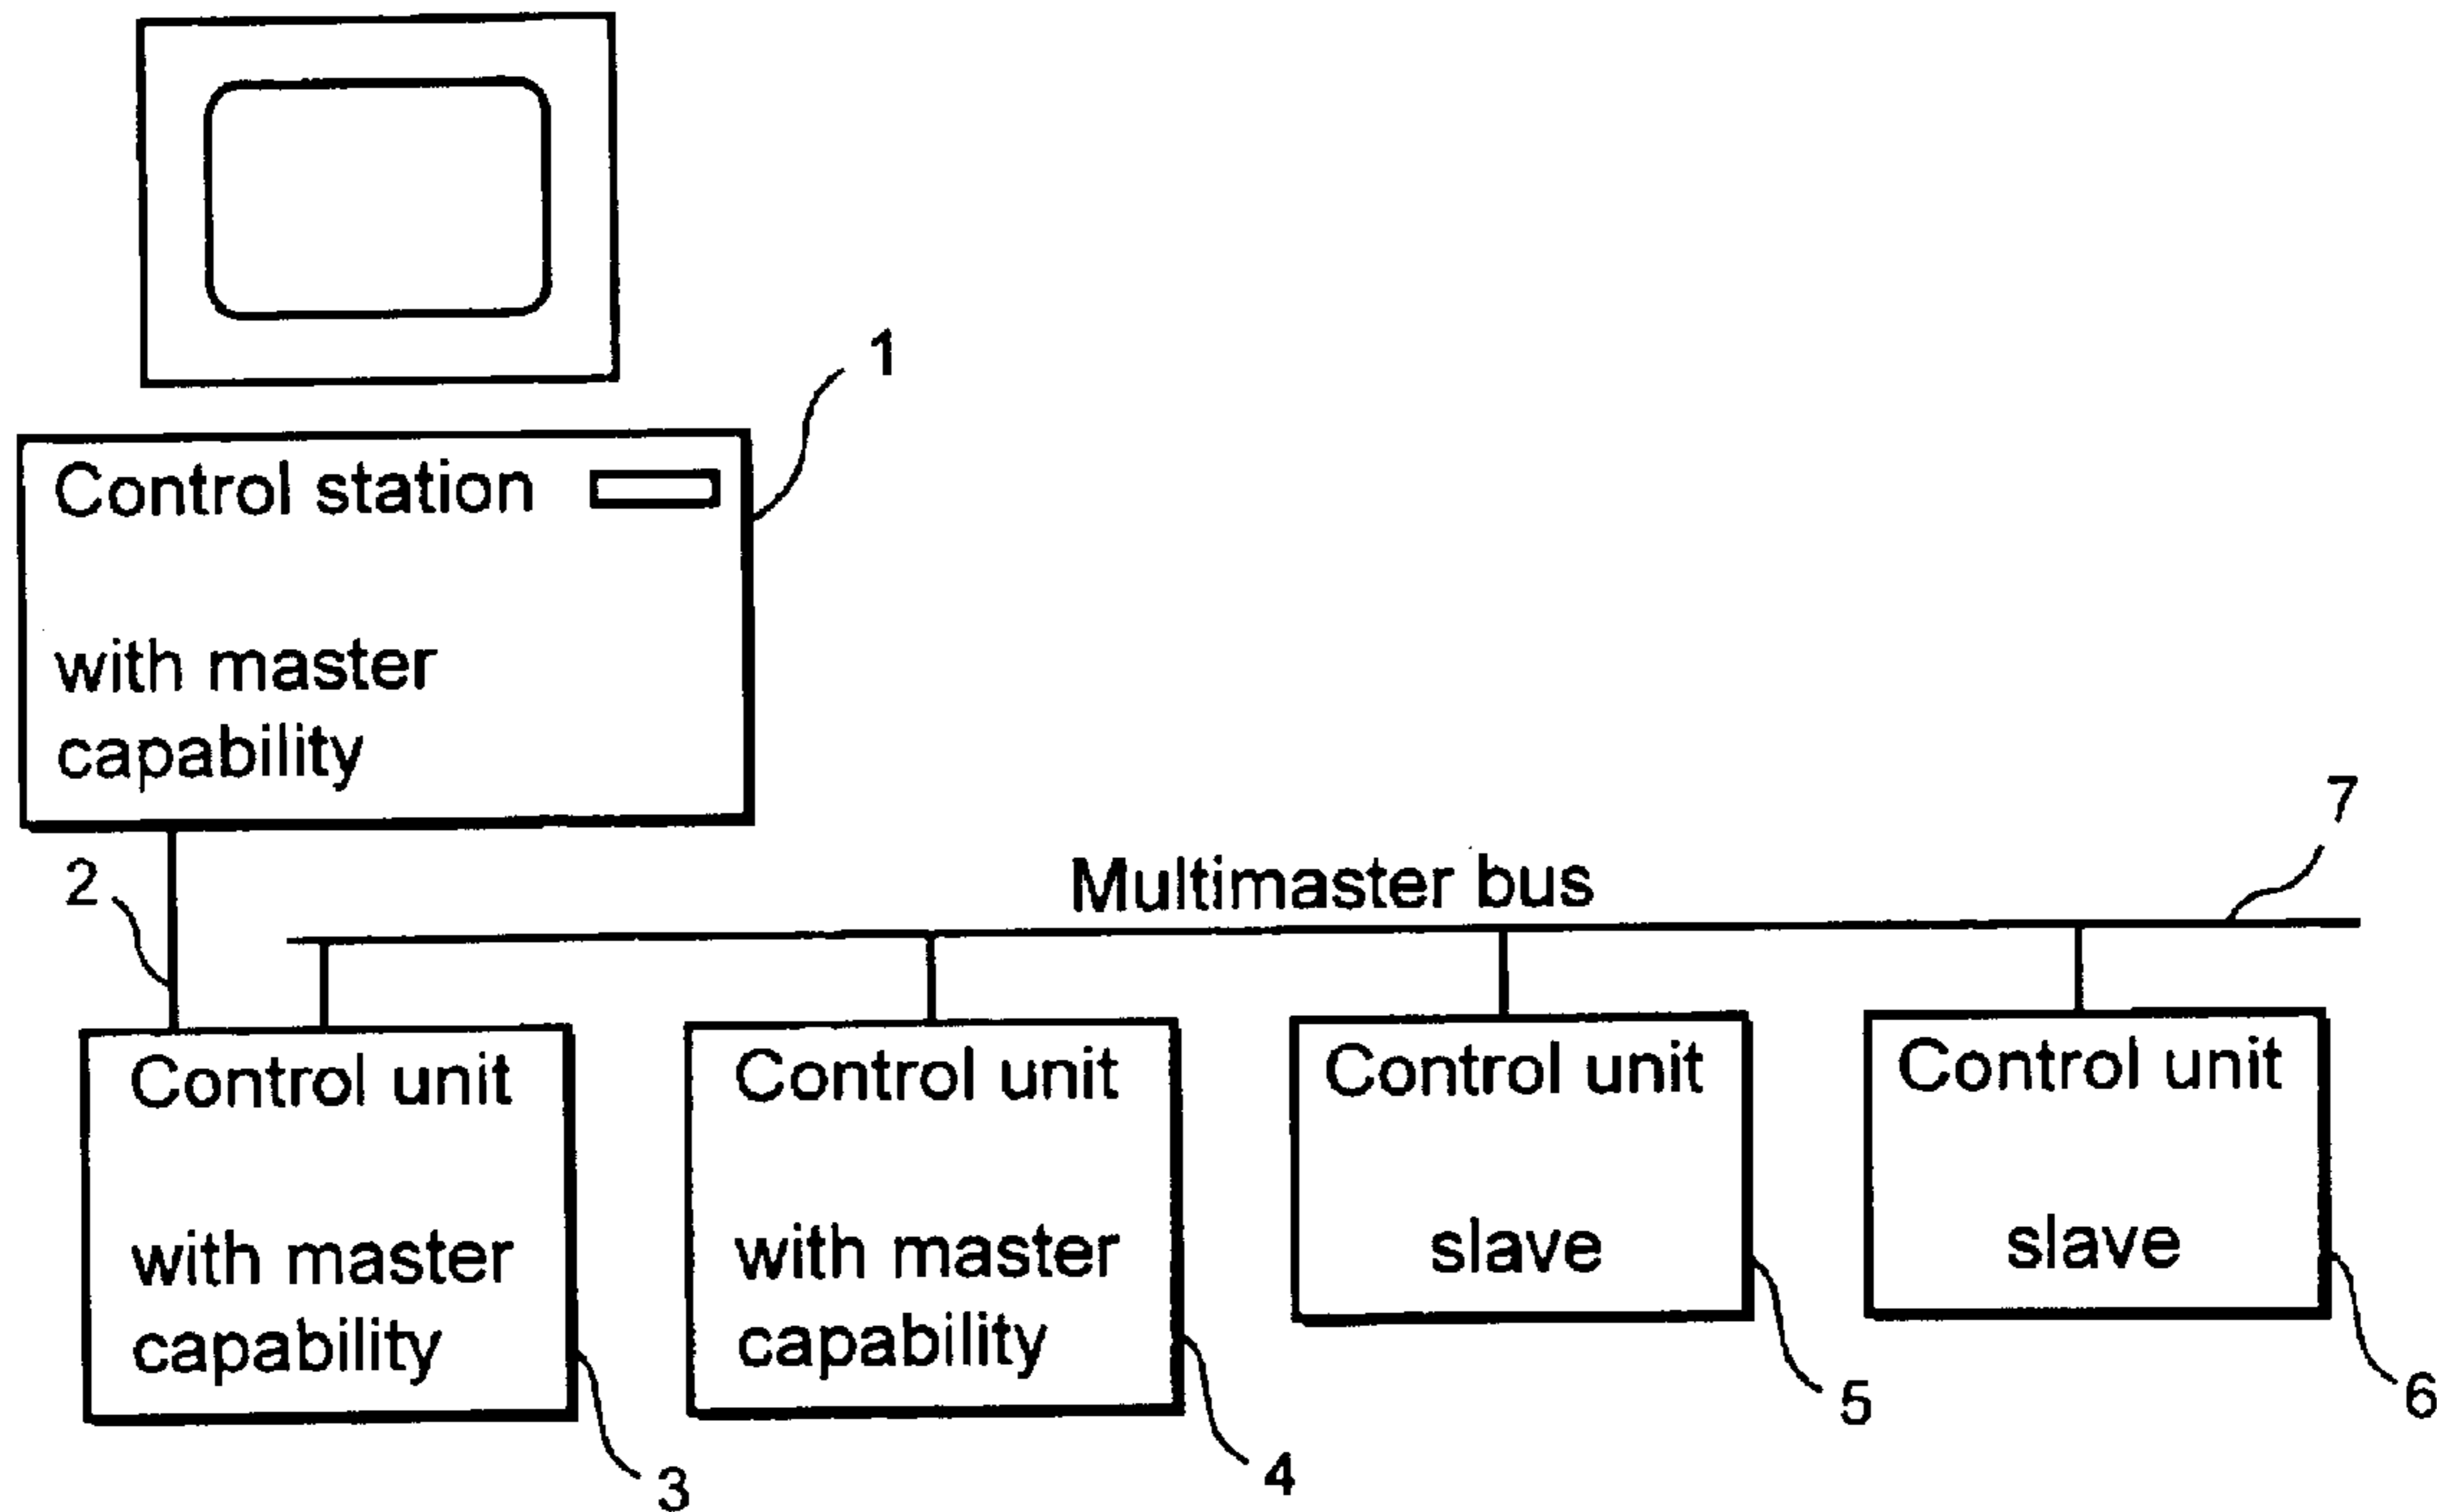 1
Control station
with master
capability
2
Multimaster bus
7
Control unit
with master
capability
3
Control unit
with master
capability
4
Control unit
slave
5
Control unit
slave
6